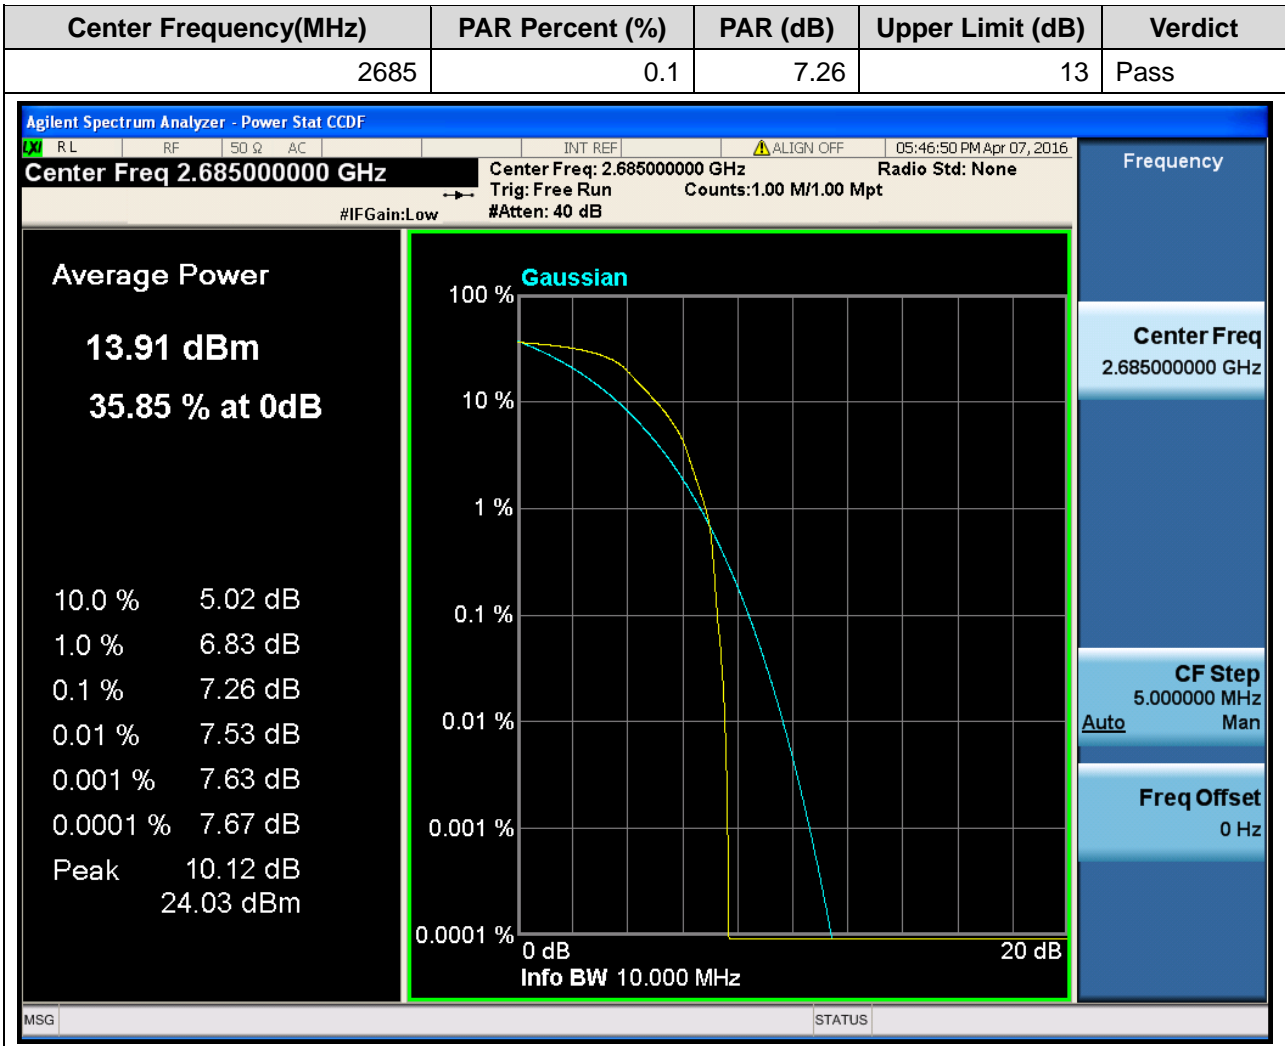 Center Frequency(MHz) PAR Percent (%) PAR (dB) Upper Limit (dB) Verdict
2685 0.1 7.26 13 Pass
Agilent Spectrum Analyzer - Power Stat CCDF
LXI RL RF 50 Ω AC INT REF ALIGN OFF 05:46:50 PM Apr 07, 2016
Center Freq 2.685000000 GHz
Center Freq: 2.685000000 GHz Radio Std: None
Trig: Free Run Counts:1.00 M/1.00 Mpt
#IFGain:Low #Atten: 40 dB
Average Power
13.91 dBm
35.85 % at 0dB
10.0 % 5.02 dB
1.0 % 6.83 dB
0.1 % 7.26 dB
0.01 % 7.53 dB
0.001 % 7.63 dB
0.0001 % 7.67 dB
Peak 10.12 dB
24.03 dBm
Gaussian
100 %
10 %
1 %
0.1 %
0.01 %
0.001 %
0.0001 %
0 dB 20 dB
Info BW 10.000 MHz
Frequency
Center Freq
2.685000000 GHz
CF Step
5.000000 MHz
Auto Man
Freq Offset
0 Hz
MSG STATUS